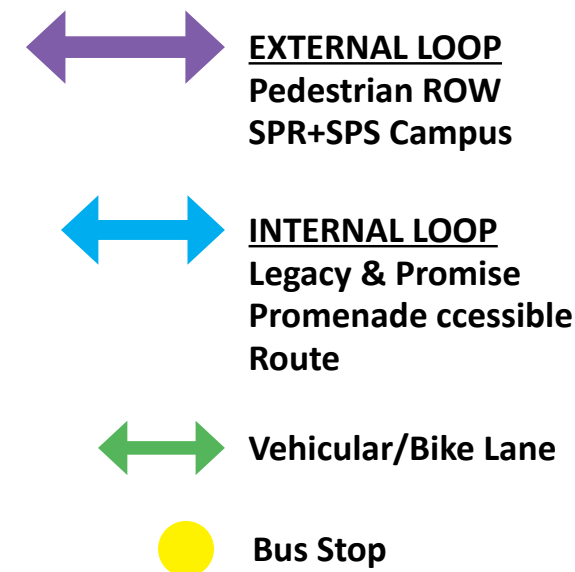 EXTERNAL LOOP
Pedestrian ROW
SPR+SPS Campus
INTERNAL LOOP
Legacy & Promise
Promenade ccessible
Route
Vehicular/Bike Lane
Bus Stop